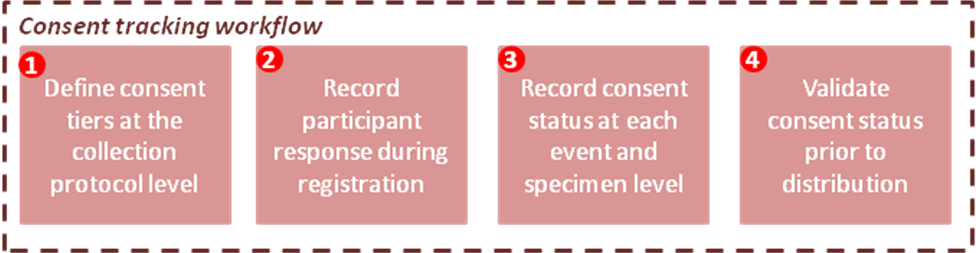 Consent tracking workflow
1
Define consent
tiers at the
collection
protocol level
2
Record
participant
response during
registration
3
Record consent
status at each
event and
specimen level
4
Validate
consent status
prior to
distribution